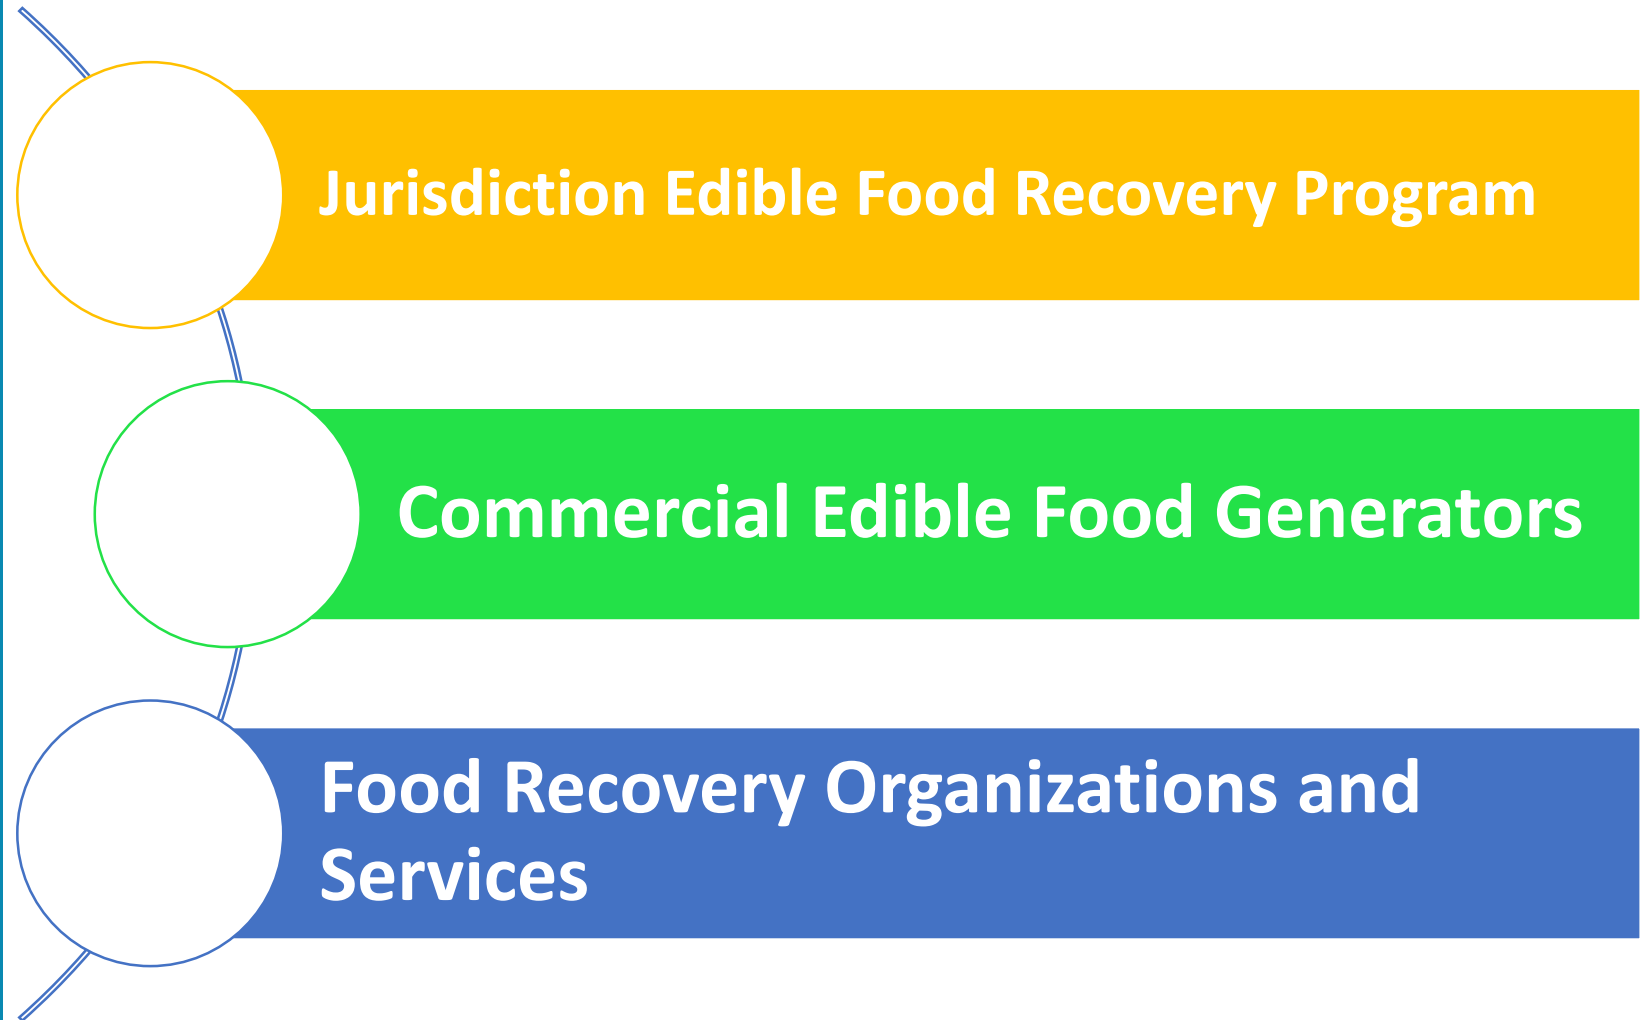 Jurisdiction Edible Food Recovery Program
Commercial Edible Food Generators
Food Recovery Organizations and
Services